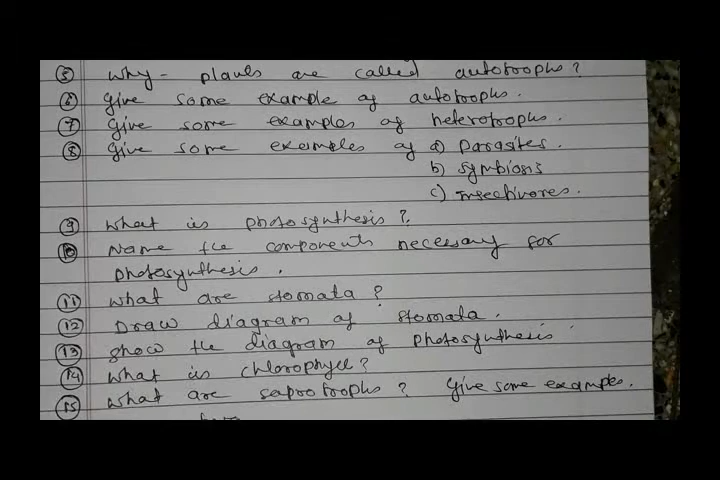 5 Why - plants are called autotrophs?
6 Give some example of autotrophs.
7 Give some examples of heterotrophs.
8 Give some examples of a) Parasites.
b) Symbiosis
c) Insectivores.
9 What is photosynthesis?
10 Name the components necessary for
photosynthesis.
11 What are stomata?
12 Draw diagram of stomata.
13 Show the diagram of photosynthesis
14 What is chlorophyll?
15 What are saprotrophs? Give some examples.